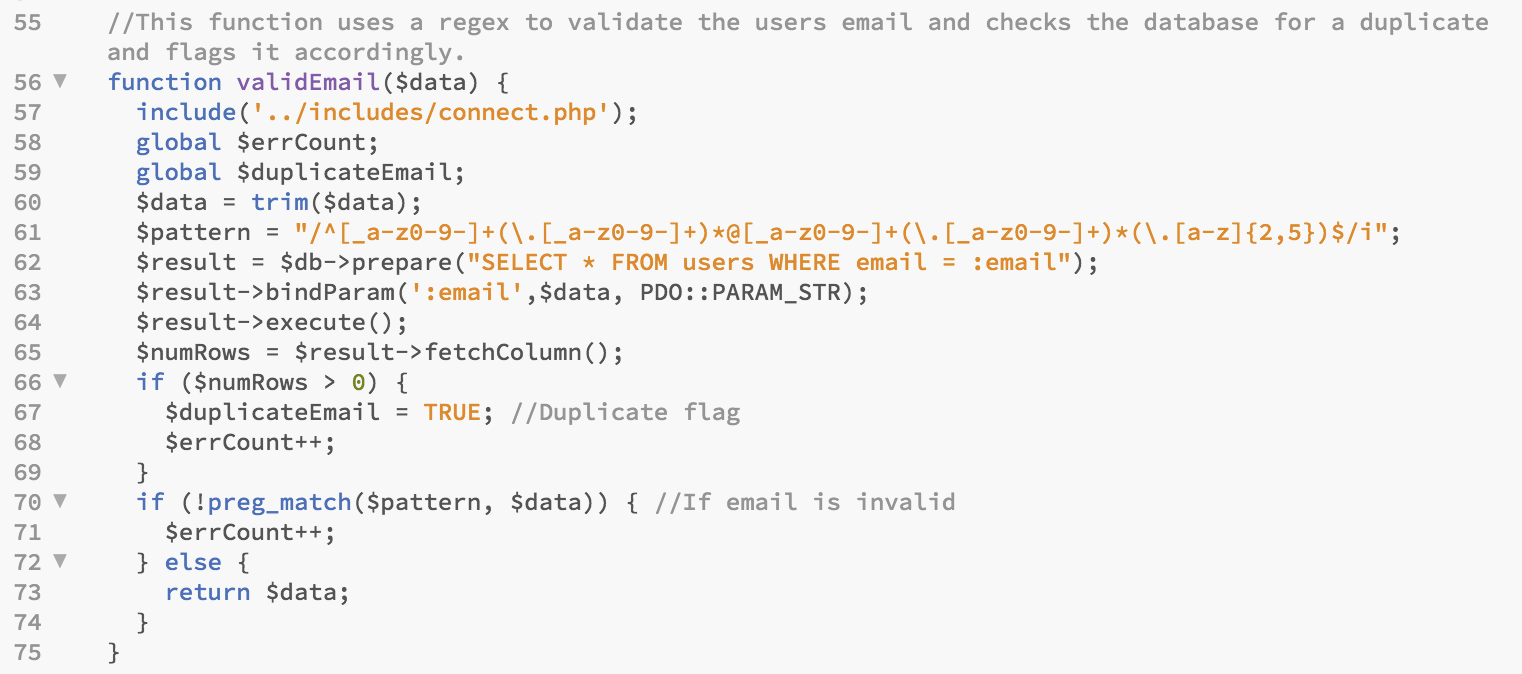 55 //This function uses a regex to validate the users email and checks the database for a duplicate
and flags it accordingly.
56 ▼ function validEmail($data) {
57 include('../includes/connect.php');
58 global $errCount;
59 global $duplicateEmail;
60 $data = trim($data);
61 $pattern = "/^[_a-z0-9-]+(\.[_a-z0-9-]+)*@[_a-z0-9-]+(\.[_a-z0-9-]+)*(\.[a-z]{2,5})$/i";
62 $result = $db->prepare("SELECT * FROM users WHERE email = :email");
63 $result->bindParam(':email',$data, PDO::PARAM_STR);
64 $result->execute();
65 $numRows = $result->fetchColumn();
66 ▼ if ($numRows > 0) {
67 $duplicateEmail = TRUE; //Duplicate flag
68 $errCount++;
69 }
70 ▼ if (!preg_match($pattern, $data)) { //If email is invalid
71 $errCount++;
72 ▼ } else {
73 return $data;
74 }
75 }